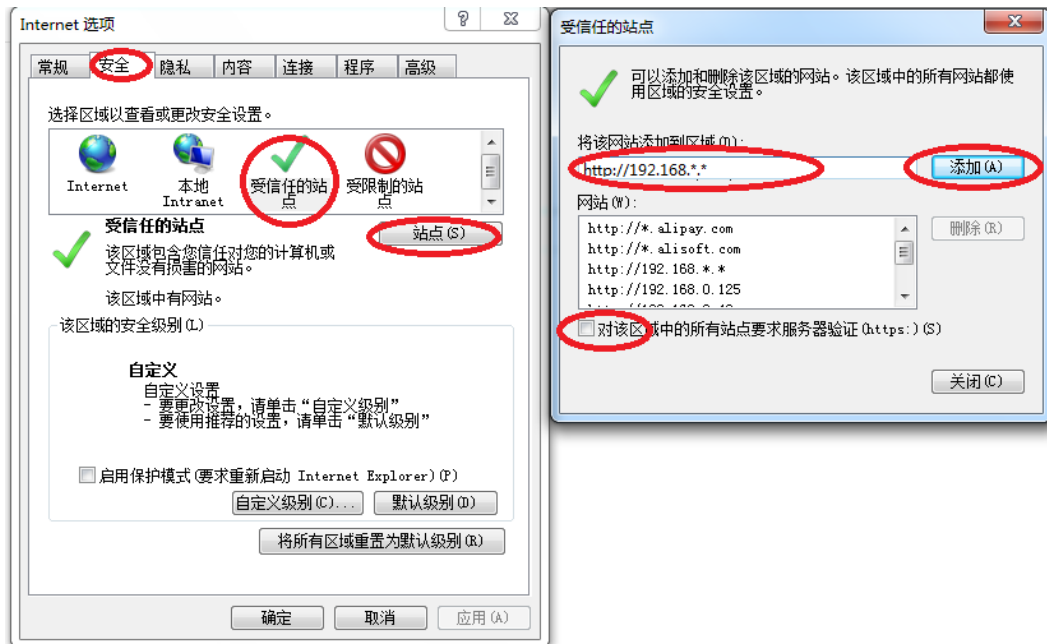 Internet 选项
常规
安全
隐私
内容
连接
程序
高级
选择区域以查看或更改安全设置。
Internet
本地
Intranet
受信任的站
点
受限制的站
点
受信任的站点
站点(S)
该区域包含您信任对您的计算机或
文件没有损害的网站。
该区域中有网站。
该区域的安全级别(L)
自定义
自定义设置
- 要更改设置，请单击“自定义级别”
- 要使用推荐的设置，请单击“默认级别”
启用保护模式(要求重新启动 Internet Explorer)(P)
自定义级别(C)...
默认级别(D)
将所有区域重置为默认级别(R)
确定
取消
应用(A)
受信任的站点
可以添加和删除该区域的网站。该区域中的所有网站都使
用区域的安全设置。
将该网站添加到区域(D):
http://192.168.*.*
添加(A)
网站(W):
http://*.alipay.com
http://*.alisoft.com
http://192.168.*.*
http://192.168.0.125
删除(R)
对该区域中的所有站点要求服务器验证(https:)(S)
关闭(C)